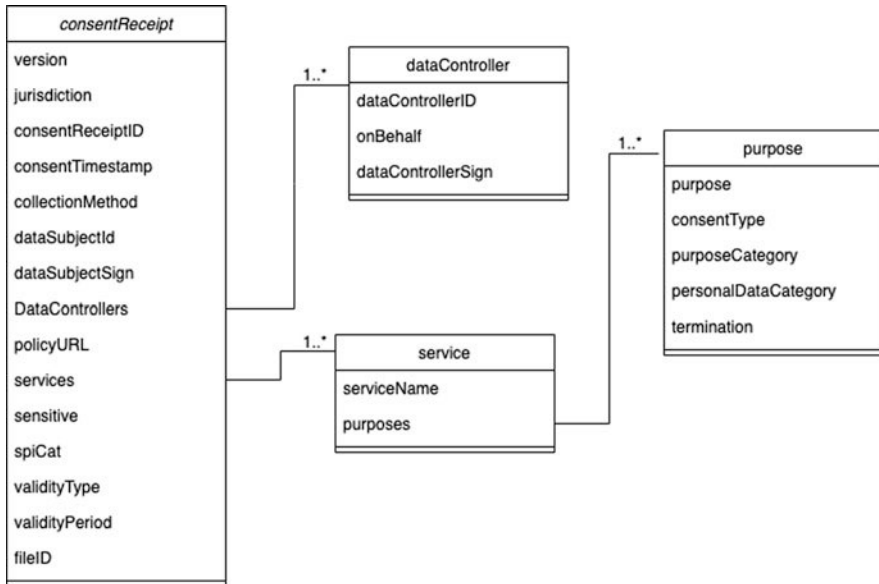 consentReceipt
version
jurisdiction
consentReceiptID
consentTimestamp
collectionMethod
dataSubjectId
dataSubjectSign
DataControllers
policyURL
services
sensitive
spiCat
validityType
validityPeriod
fileID
1..*
dataController
dataControllerID
onBehalf
dataControllerSign
1..*
service
serviceName
purposes
1..*
purpose
purpose
consentType
purposeCategory
personalDataCategory
termination